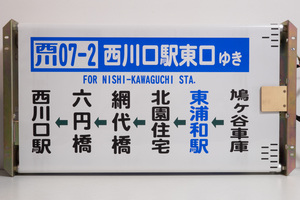 西川07-2 西川口駅東口ゆき
FOR NISHI-KAWAGUCHI STA.
西川口駅←六円橋←網代橋←北園住宅←東浦和駅←鳩ヶ谷車庫